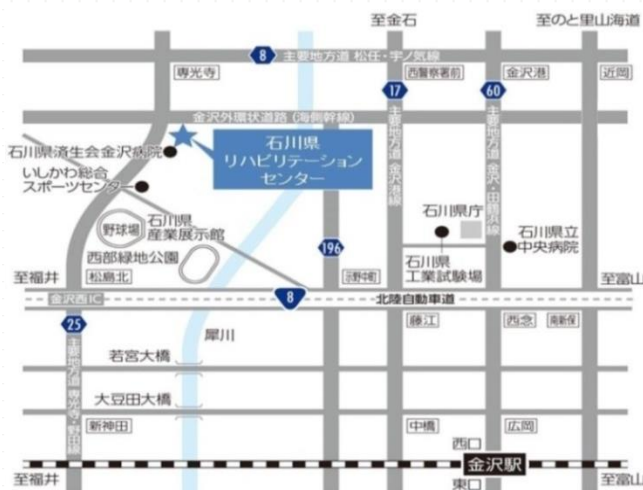 至金石
至のと里山海道
8
主要地方道 松任・宇ノ気線
専光寺
西警察署前
金沢港
近岡
17
60
金沢外環状道路(海側幹線)
石川県
リハビリテーション
センター
石川県済生会金沢病院
いしかわ総合
スポーツセンター
主要地方道 金沢港線
主要地方道 金沢・田鶴浜線
野球場
石川県
産業展示館
石川県庁
石川県立
中央病院
西部緑地公園
196
石川県
工業試験場
至福井
松島北
至富山
金沢西IC
8
北陸自動車道
25
藤江
西念
南新保
犀川
若宮大橋
主要地方道 専光寺・野田線
大豆田大橋
新神田
中橋
広岡
西口
金沢駅
至福井
東口
至富山